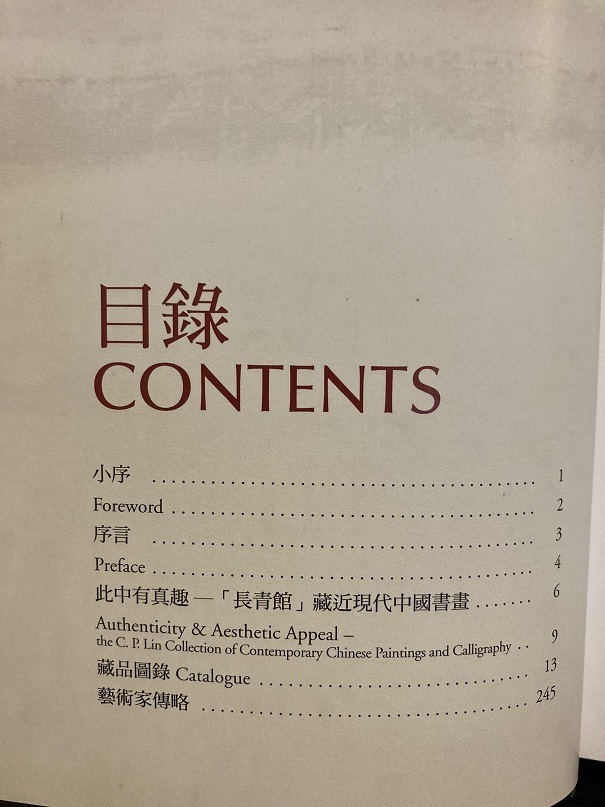 目錄
CONTENTS
小序 ........................................ 1
Foreword ........................................ 2
序言 ........................................ 3
Preface ........................................ 4
此中有真趣—「長青館」藏近現代中國書畫 ....... 6
Authenticity & Aesthetic Appeal –
the C. P. Lin Collection of Contemporary Chinese Paintings and Calligraphy .. 9
藏品圖錄 Catalogue ............................ 13
藝術家傳略 .................................. 245